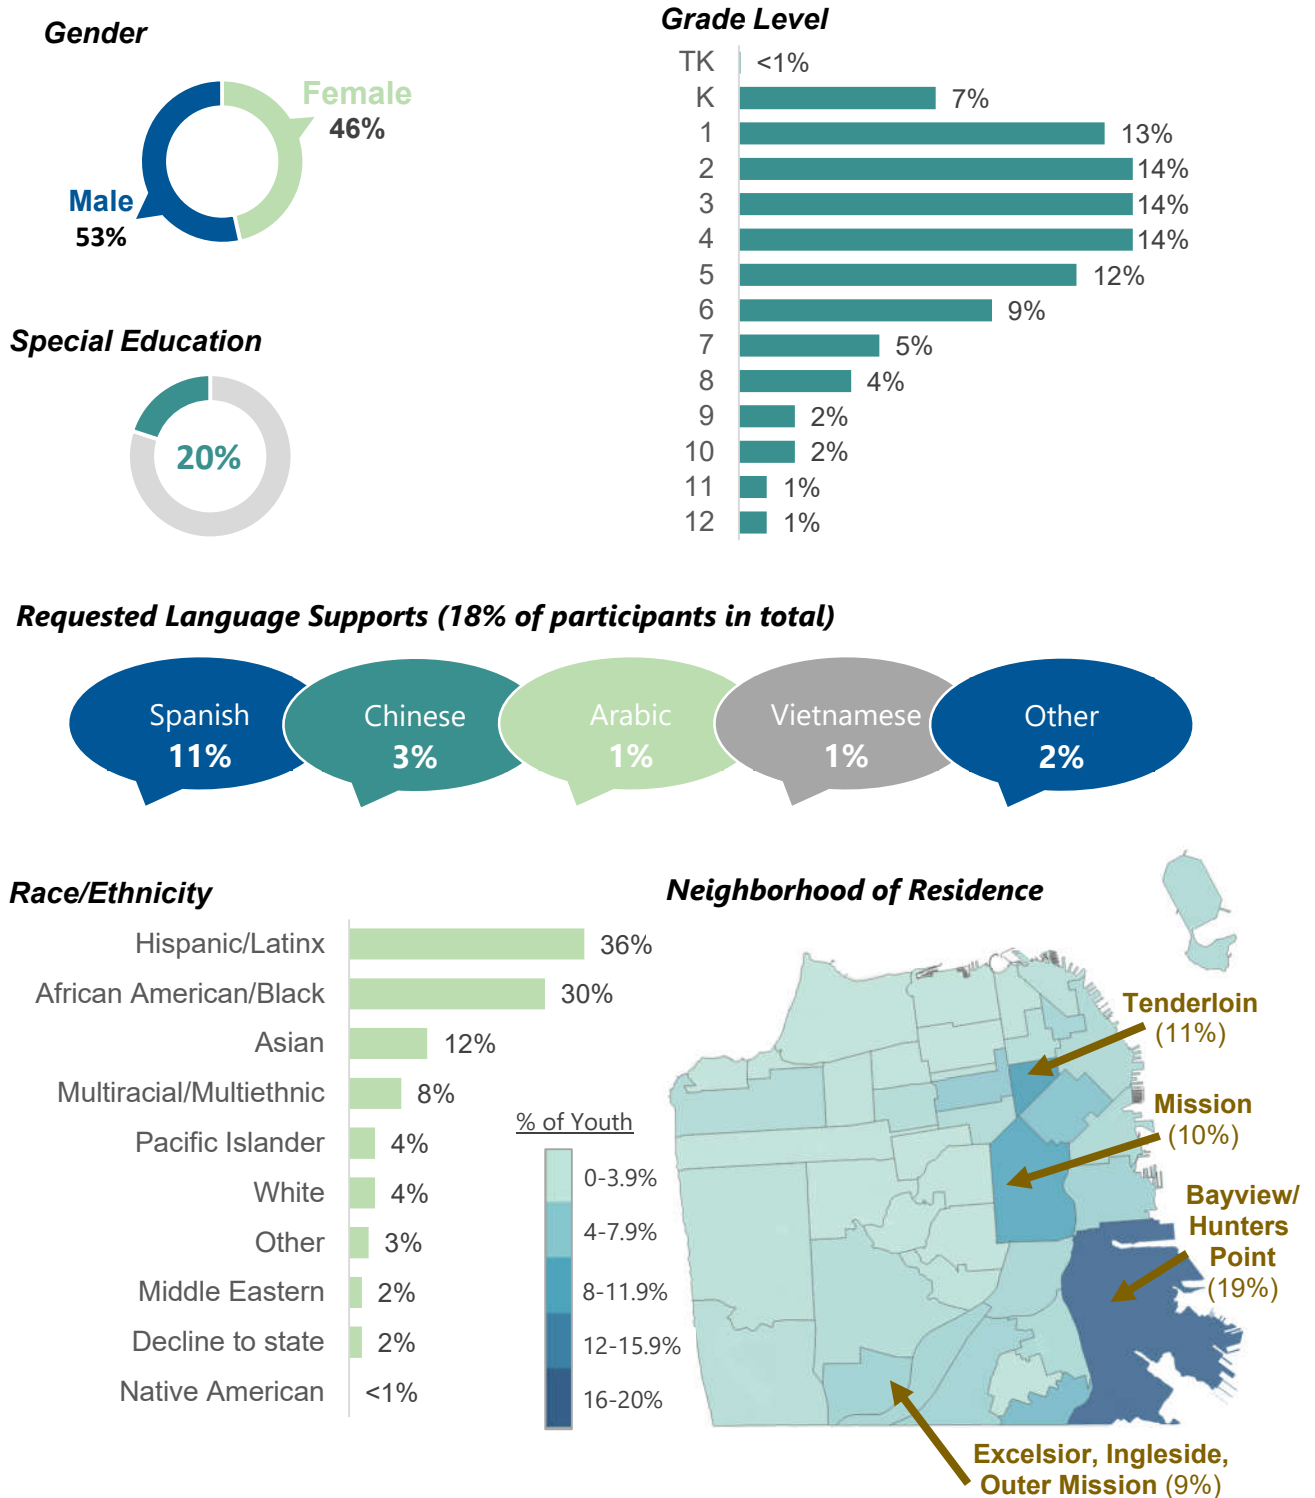 Gender
Female
46%
Male
53%
Special Education
20%
Grade Level
TK <1%
K 7%
1 13%
2 14%
3 14%
4 14%
5 12%
6 9%
7 5%
8 4%
9 2%
10 2%
11 1%
12 1%
Requested Language Supports (18% of participants in total)
Spanish
11%
Chinese
3%
Arabic
1%
Vietnamese
1%
Other
2%
Race/Ethnicity
Hispanic/Latinx 36%
African American/Black 30%
Asian 12%
Multiracial/Multiethnic 8%
Pacific Islander 4%
White 4%
Other 3%
Middle Eastern 2%
Decline to state 2%
Native American <1%
Neighborhood of Residence
% of Youth
0-3.9%
4-7.9%
8-11.9%
12-15.9%
16-20%
Tenderloin
(11%)
Mission
(10%)
Bayview/
Hunters
Point
(19%)
Excelsior, Ingleside,
Outer Mission (9%)